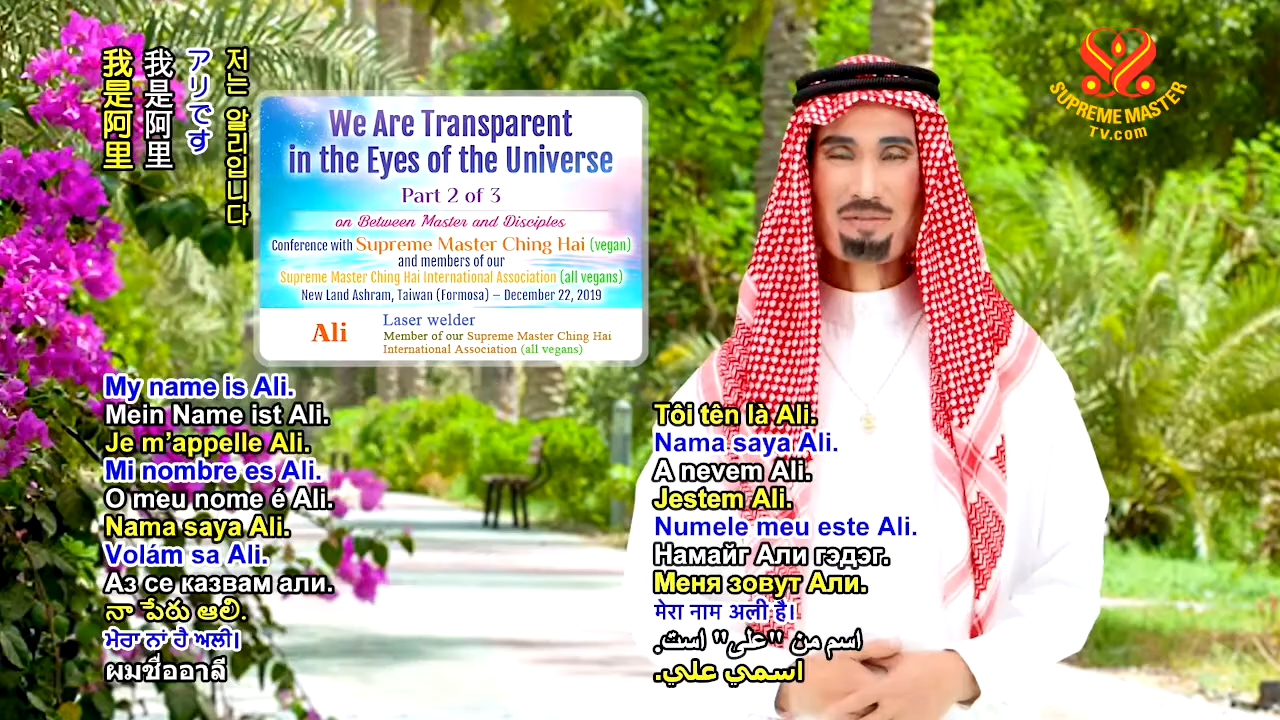 我是阿里
我是阿里
アリです
저는 알리입니다
We Are Transparent
in the Eyes of the Universe
Part 2 of 3
on Between Master and Disciples
Conference with Supreme Master Ching Hai (vegan)
and members of our
Supreme Master Ching Hai International Association (all vegans)
New Land Ashram, Taiwan (Formosa) – December 22, 2019
Ali
Laser welder
Member of our Supreme Master Ching Hai
International Association (all vegans)
SUPREME MASTER
TV.com
My name is Ali.
Mein Name ist Ali.
Je m’appelle Ali.
Mi nombre es Ali.
O meu nome é Ali.
Nama saya Ali.
Volám sa Ali.
Аз се казвам али.
నా పేరు ఆలి.
ਮੇਰਾ ਨਾਂ ਹੈ ਅਲੀ।
ผมชื่ออาลี
Tôi tên là Ali.
Nama saya Ali.
A nevem Ali.
Jestem Ali.
Numele meu este Ali.
Намайг Али гэдэг.
Меня зовут Али.
मेरा नाम अली है।
اسم من "علی" است.
اسمي علي.